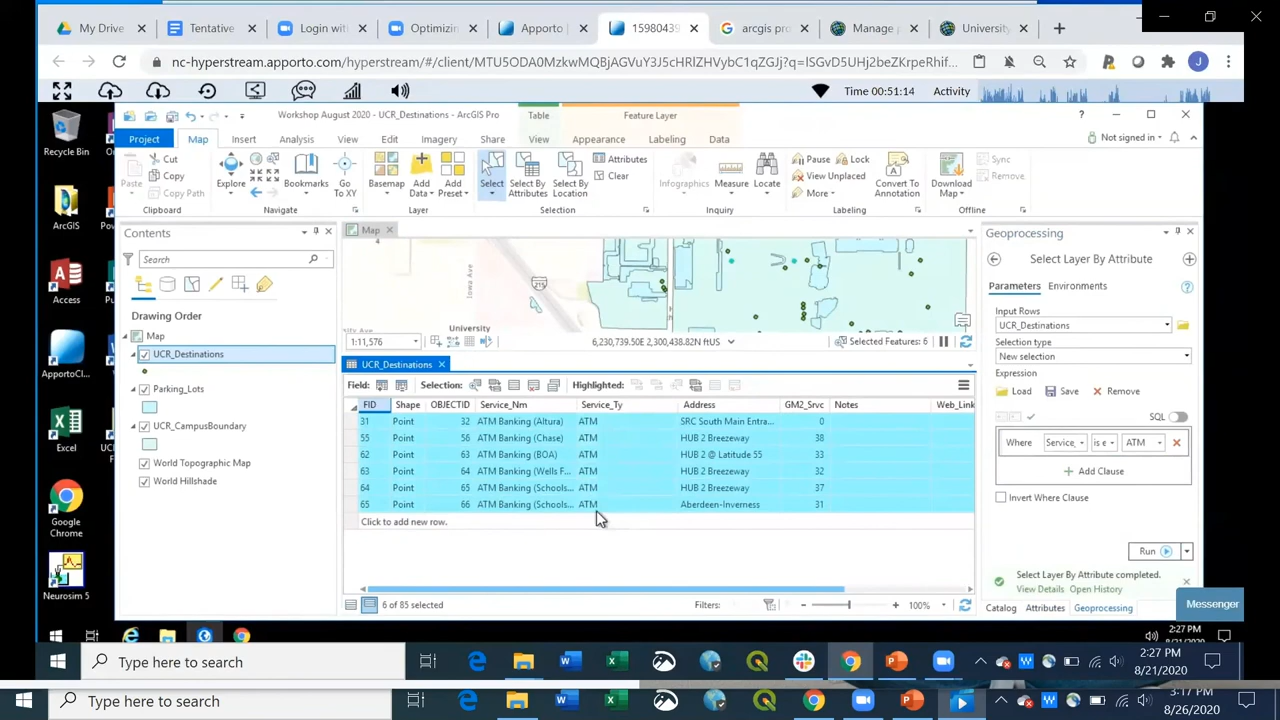 My Drive
Tentative
Login wit
Optimizin
Apporto
15980439
arcgis pro
Manage j
University
nc-hyperstream.apporto.com/hyperstream/#/client/
Time 00:51:14
Activity
Workshop August 2020 - UCR_Destinations - ArcGIS Pro
Table
Feature Layer
Project
Map
Insert
Analysis
View
Edit
Imagery
Share
View
Appearance
Labeling
Data
Not signed in
Paste
Cut
Copy
Copy Path
Clipboard
Explore
Bookmarks
Go To XY
Navigate
Basemap
Add Data
Add Preset
Layer
Select
Select By Attributes
Select By Location
Attributes
Clear
Selection
Infographics
Measure
Locate
Inquiry
Pause
Lock
View Unplaced
More
Convert To Annotation
Labeling
Download Map
Sync
Remove
Offline
Recycle Bin
ArcGIS
Access
ApportoCl...
Excel
Google Chrome
Neurosim 5
Contents
Search
Drawing Order
Map
UCR_Destinations
Parking_Lots
UCR_CampusBoundary
World Topographic Map
World Hillshade
Map
4
Iowa Ave
215
University
1:11,576
6,230,739.50E 2,300,438.82N ftUS
Selected Features: 6
UCR_Destinations
Field:
Selection:
Highlighted:
FID Shape OBJECTID Service_Nm Service_Ty Address GM2_Srvc Notes Web_Link
31 Point 32 ATM Banking (Altura) ATM SRC South Main Entra... 0
55 Point 56 ATM Banking (Chase) ATM HUB 2 Breezeway 38
62 Point 63 ATM Banking (BOA) ATM HUB 2 @ Latitude 55 33
63 Point 64 ATM Banking (Wells F... ATM HUB 2 Breezeway 32
64 Point 65 ATM Banking (Schools... ATM HUB 2 Breezeway 37
65 Point 66 ATM Banking (Schools... ATM Aberdeen-Inverness 31
Click to add new row.
6 of 85 selected
Filters:
100%
Geoprocessing
Select Layer By Attribute
Parameters
Environments
Input Rows
UCR_Destinations
Selection type
New selection
Expression
Load
Save
Remove
SQL
Where Service_ is e ATM
Add Clause
Invert Where Clause
Run
Select Layer By Attribute completed.
View Details Open History
Catalog
Attributes
Geoprocessing
Messenger
2:27 PM
8/21/2020
Type here to search
2:27 PM
8/21/2020
Type here to search
3:17 PM
8/26/2020